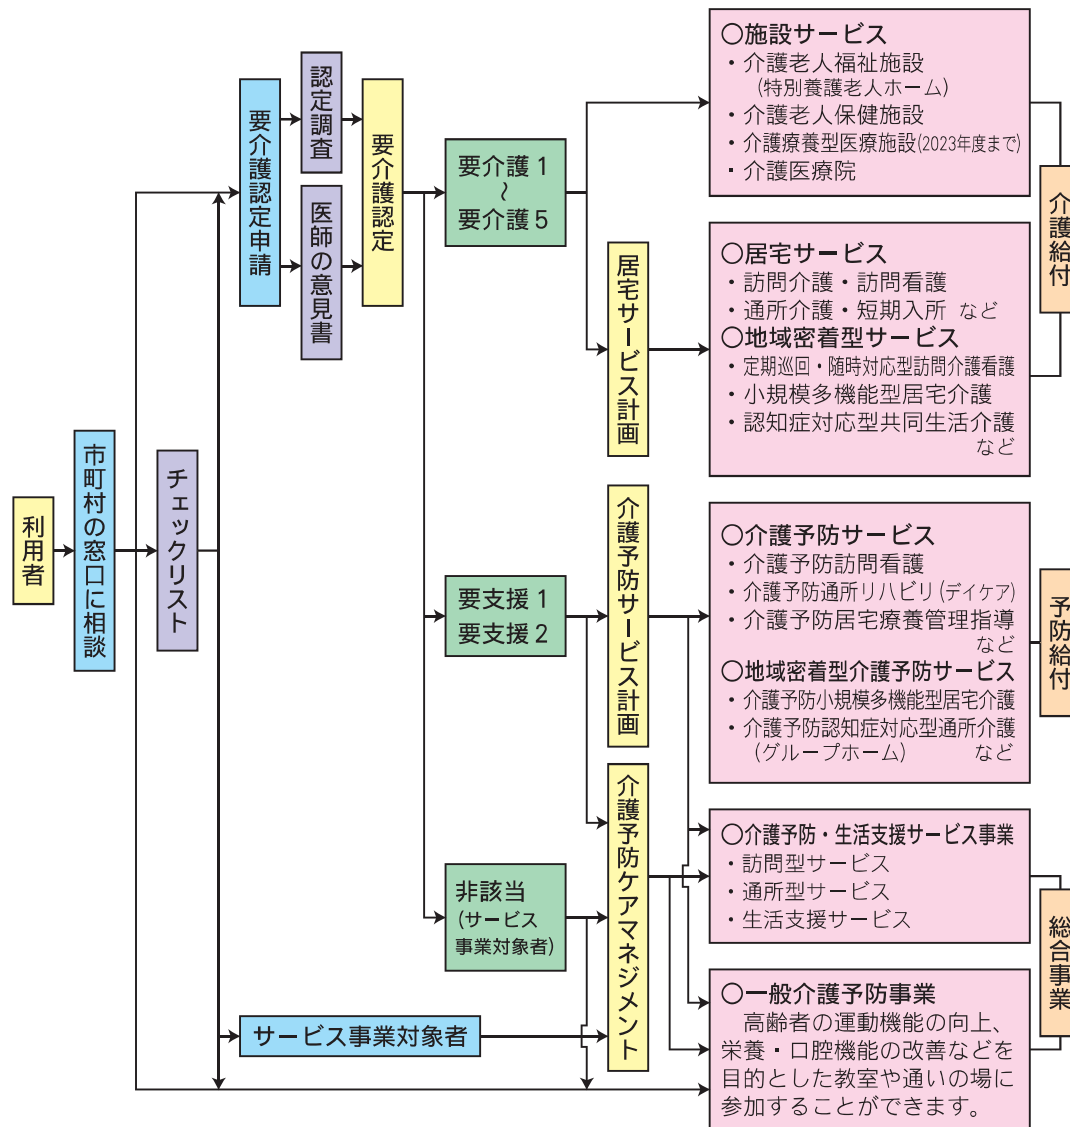 利用者
市町村の窓口に相談
チェックリスト
要介護認定申請
認定調査
医師の意見書
要介護認定
要介護1
〜
要介護5
要支援1
要支援2
非該当
(サービス
事業対象者)
サービス事業対象者
居宅サービス計画
介護予防サービス計画
介護予防ケアマネジメント
○施設サービス
・介護老人福祉施設
(特別養護老人ホーム)
・介護老人保健施設
・介護療養型医療施設(2023年度まで)
・介護医療院
○居宅サービス
・訪問介護・訪問看護
・通所介護・短期入所 など
○地域密着型サービス
・定期巡回・随時対応型訪問介護看護
・小規模多機能型居宅介護
・認知症対応型共同生活介護
など
介護給付
○介護予防サービス
・介護予防訪問看護
・介護予防通所リハビリ(デイケア)
・介護予防居宅療養管理指導
など
○地域密着型介護予防サービス
・介護予防小規模多機能型居宅介護
・介護予防認知症対応型通所介護
(グループホーム) など
予防給付
○介護予防・生活支援サービス事業
・訪問型サービス
・通所型サービス
・生活支援サービス
○一般介護予防事業
高齢者の運動機能の向上、
栄養・口腔機能の改善などを
目的とした教室や通いの場に
参加することができます。
総合事業